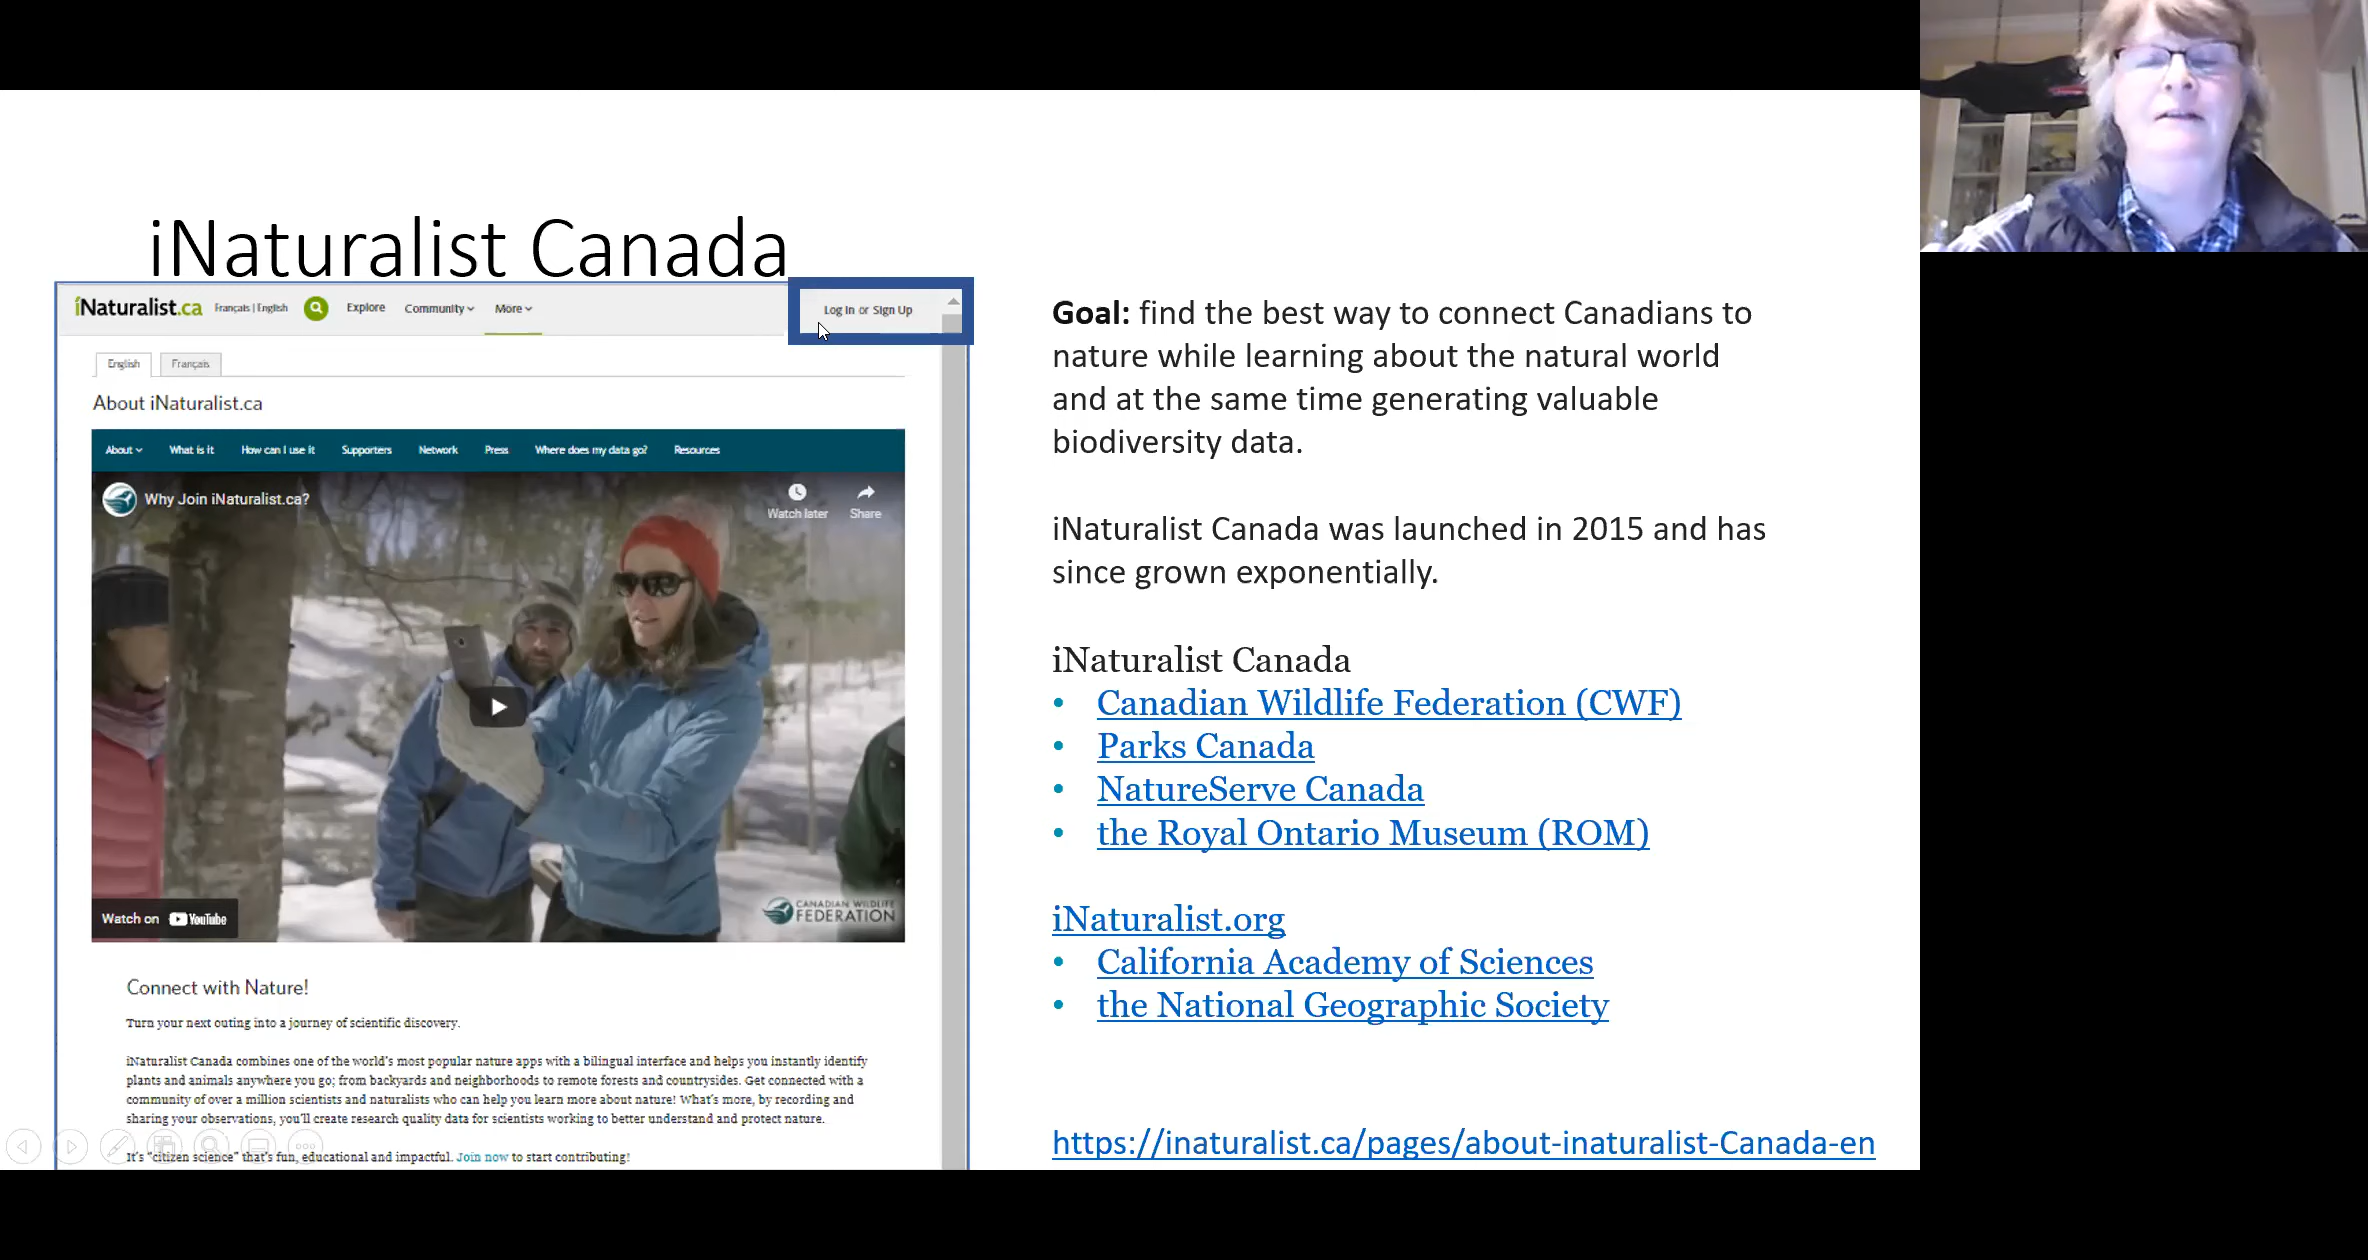 iNaturalist Canada
iNaturalist.ca Français | English Explore Community More Log In or Sign Up
English Français
About iNaturalist.ca
About What is it How can I use it Supporters Network Press Where does my data go? Resources
Why Join iNaturalist.ca?
Watch later Share
Watch on YouTube
CANADIAN WILDLIFE
FEDERATION
Connect with Nature!
Turn your next outing into a journey of scientific discovery.
iNaturalist Canada combines one of the world's most popular nature apps with a bilingual interface and helps you instantly identify
plants and animals anywhere you go; from backyards and neighborhoods to remote forests and countrysides. Get connected with a
community of over a million scientists and naturalists who can help you learn more about nature! What's more, by recording and
sharing your observations, you'll create research quality data for scientists working to better understand and protect nature.
It's "citizen science" that's fun, educational and impactful. Join now to start contributing!
Goal: find the best way to connect Canadians to
nature while learning about the natural world
and at the same time generating valuable
biodiversity data.
iNaturalist Canada was launched in 2015 and has
since grown exponentially.
iNaturalist Canada
• Canadian Wildlife Federation (CWF)
• Parks Canada
• NatureServe Canada
• the Royal Ontario Museum (ROM)
iNaturalist.org
• California Academy of Sciences
• the National Geographic Society
https://inaturalist.ca/pages/about-inaturalist-Canada-en